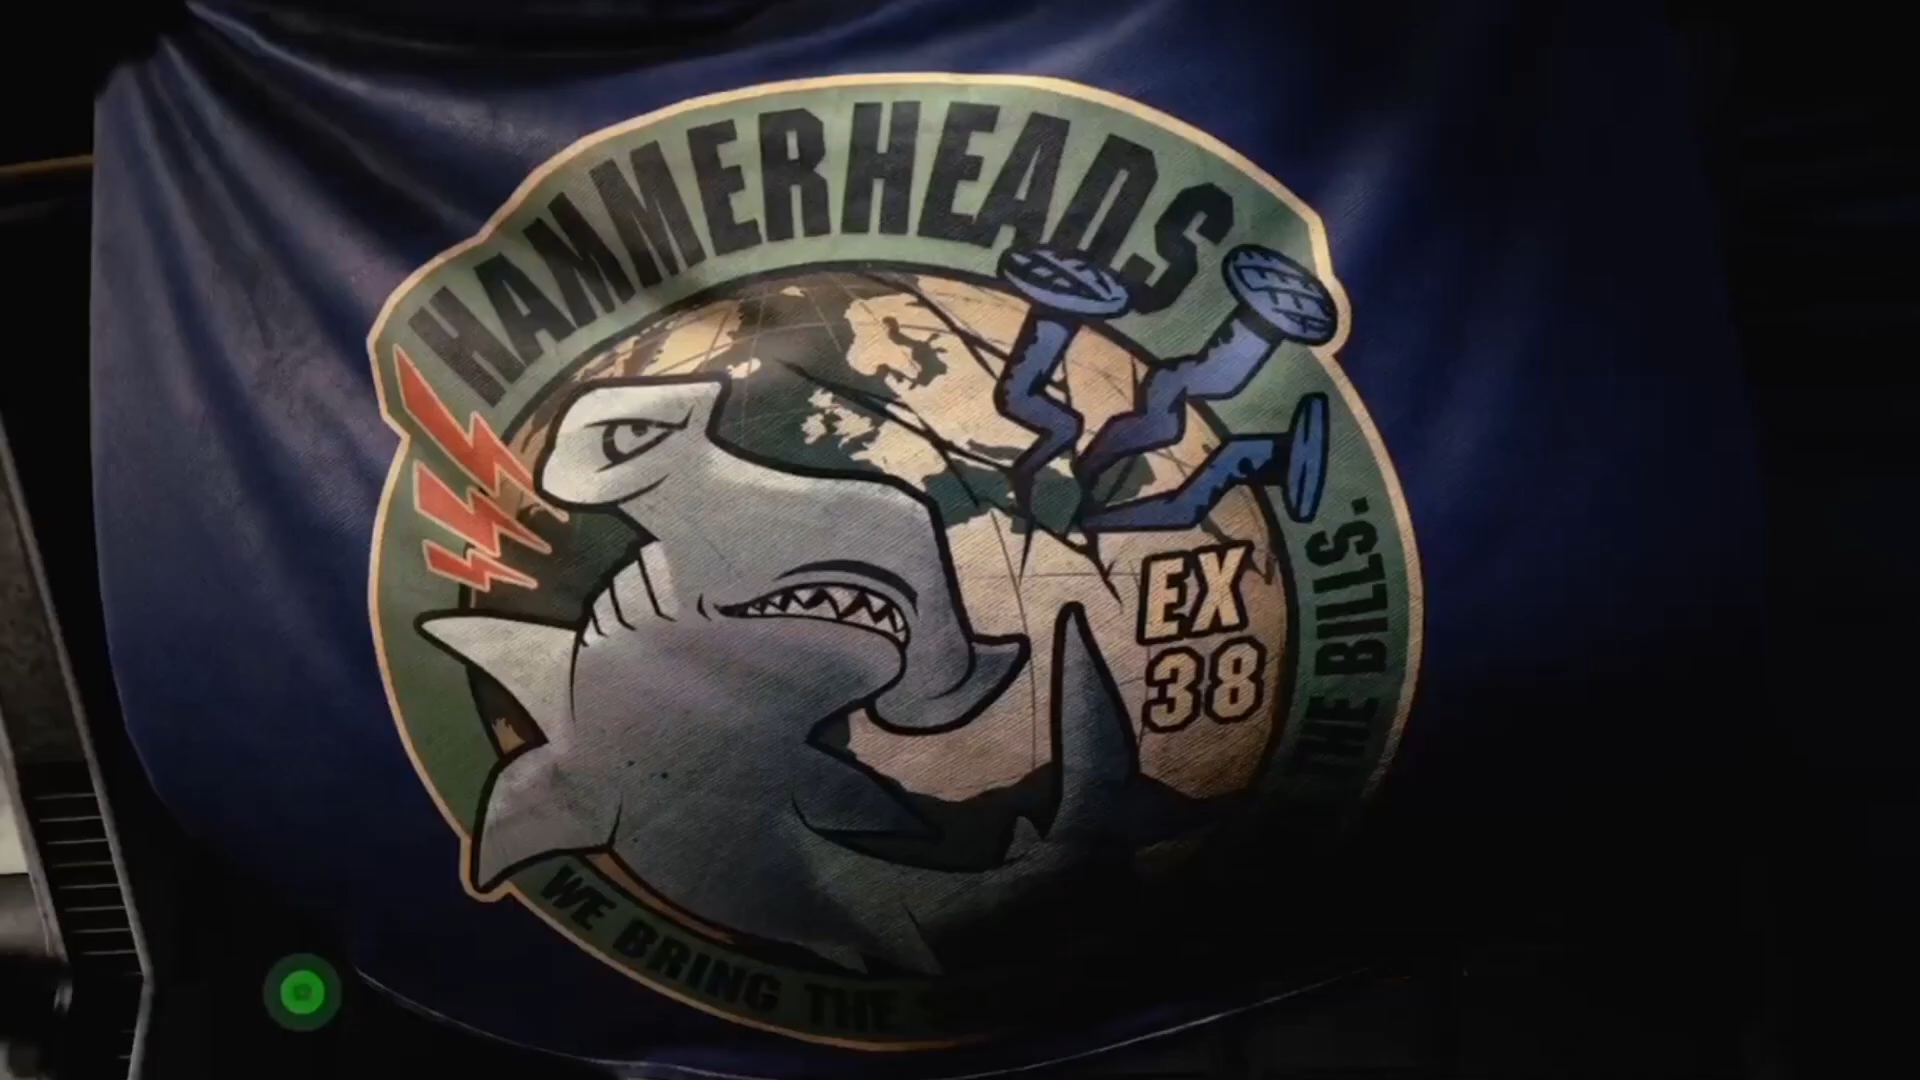 HAMMERHEADS
EX
38
WE BRING THE
THE BILLS.